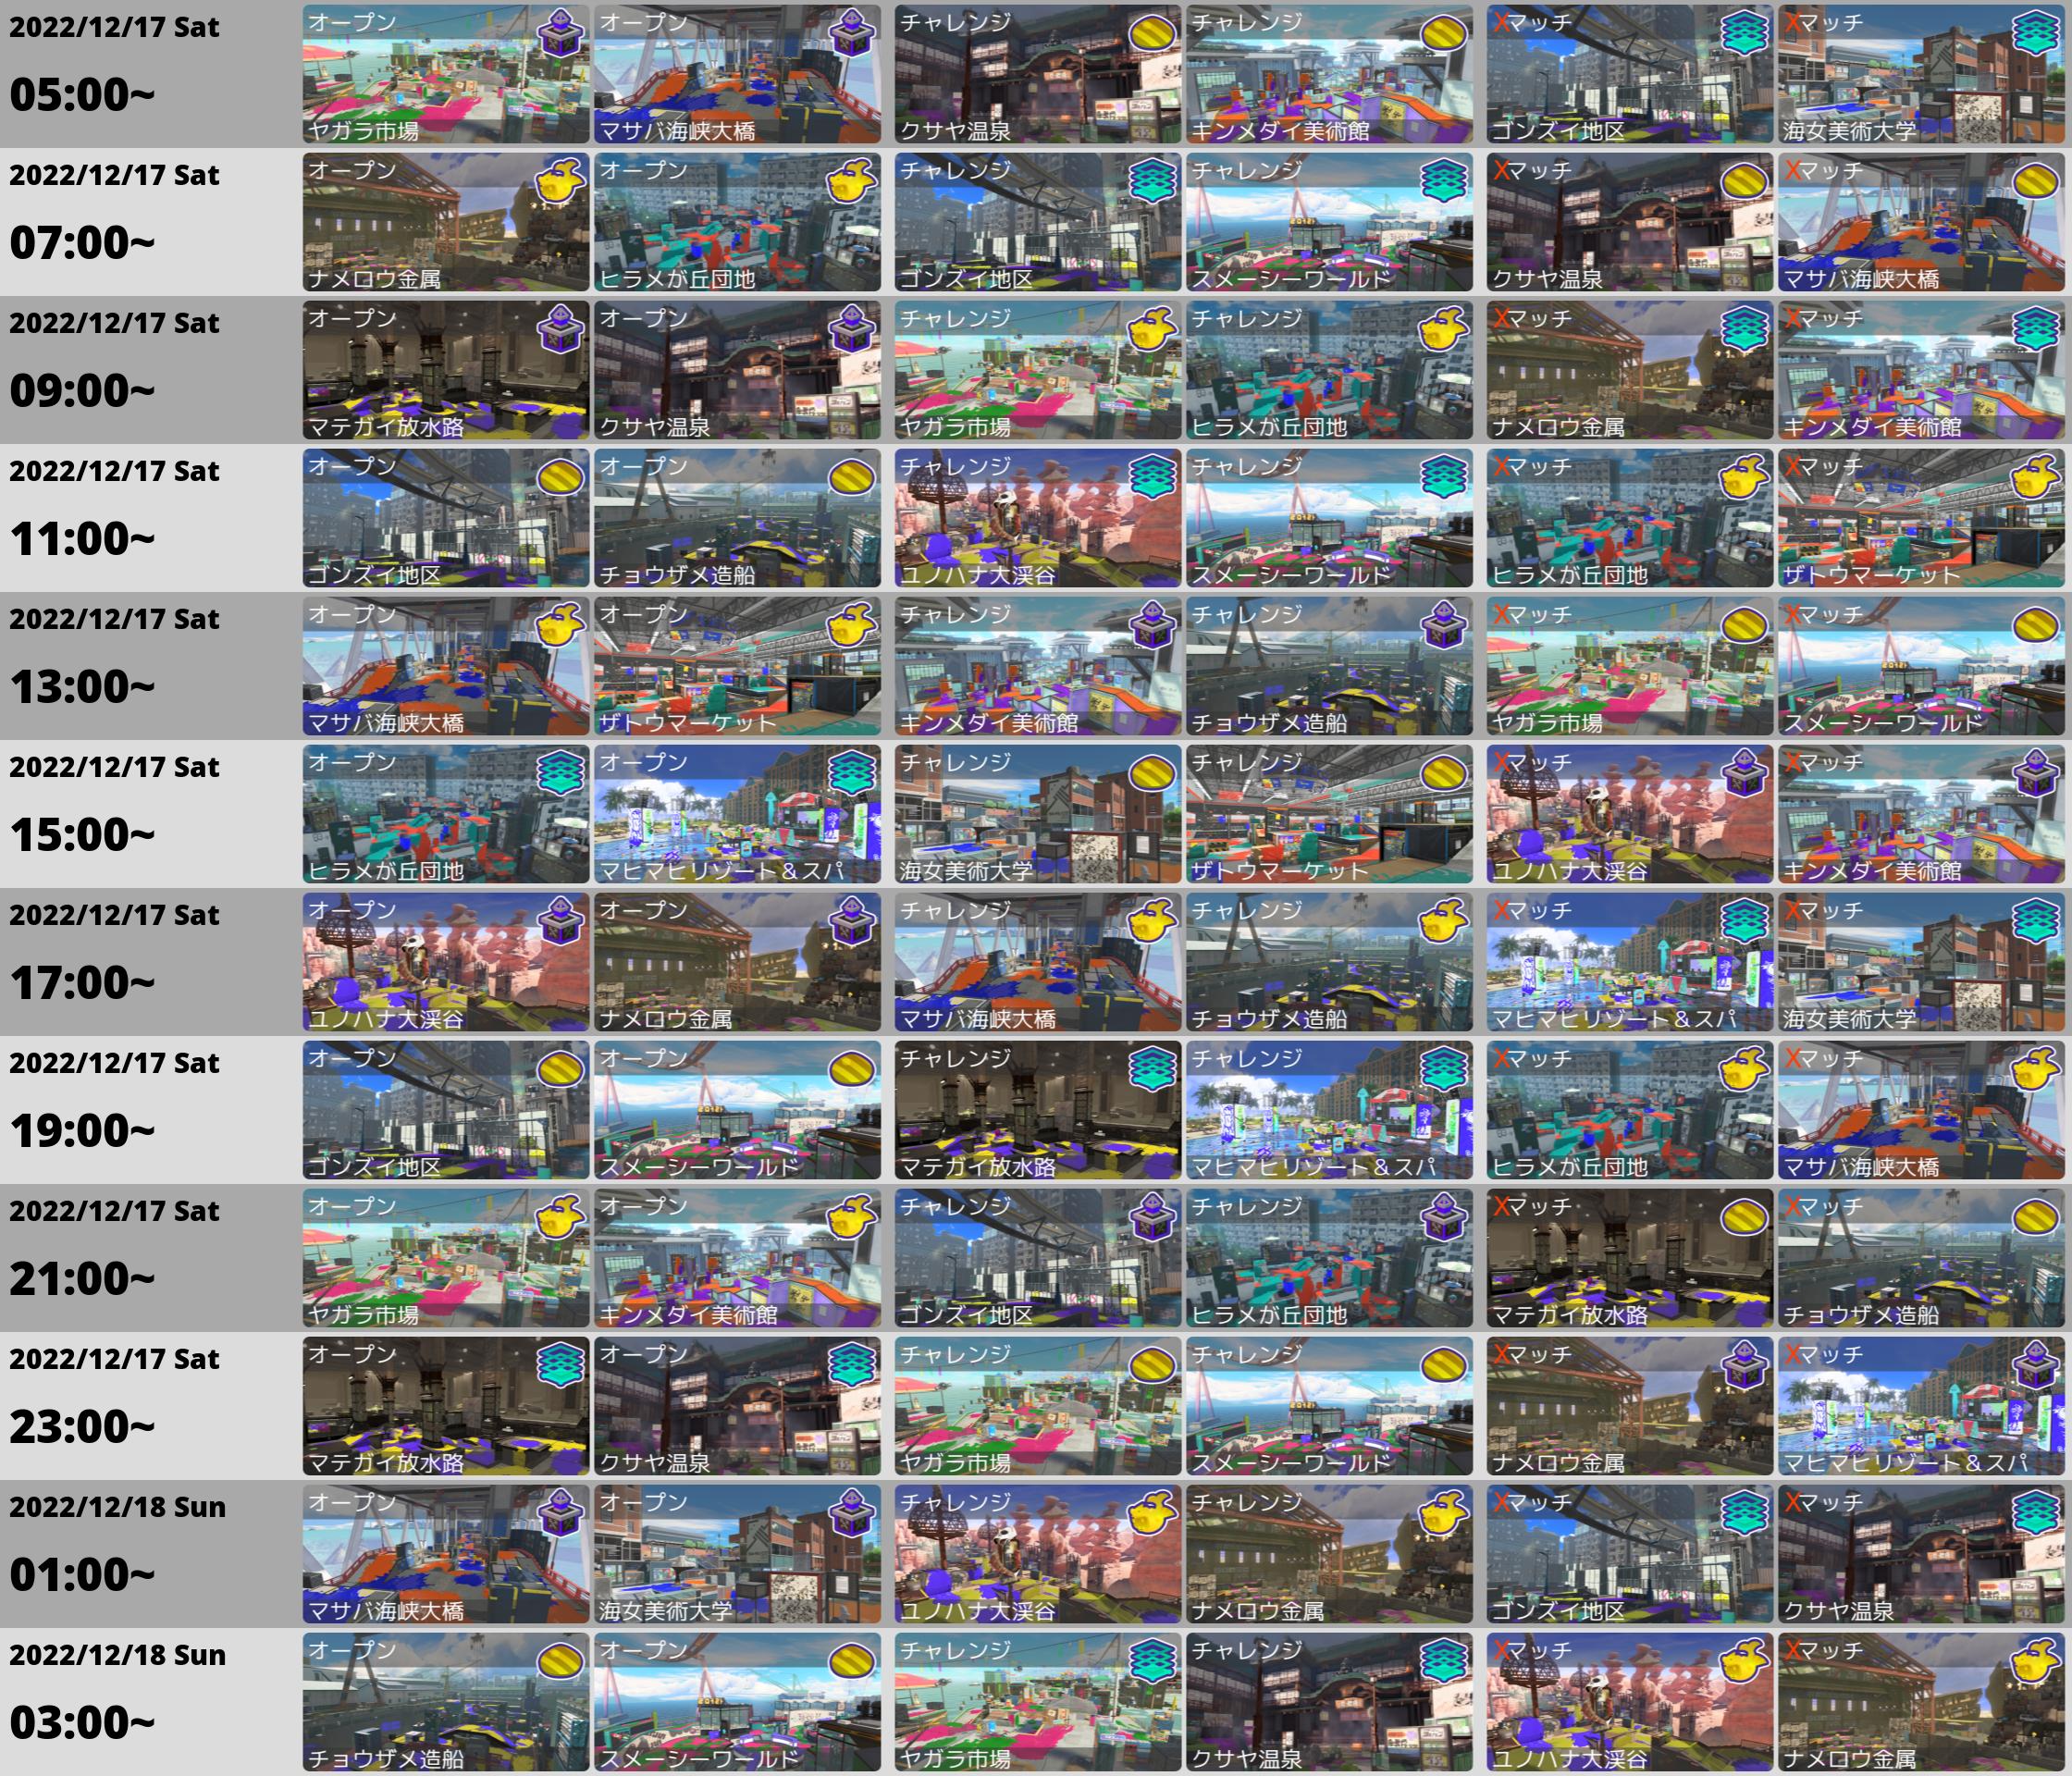 2022/12/17 Sat
05:00~
オープン
ヤガラ市場
オープン
マサバ海峡大橋
チャレンジ
クサヤ温泉
チャレンジ
キンメダイ美術館
Xマッチ
ゴンズイ地区
Xマッチ
海女美術大学
2022/12/17 Sat
07:00~
オープン
ナメロウ金属
オープン
ヒラメが丘団地
チャレンジ
ゴンズイ地区
チャレンジ
スメーシーワールド
Xマッチ
クサヤ温泉
Xマッチ
マサバ海峡大橋
2022/12/17 Sat
09:00~
オープン
マテガイ放水路
オープン
クサヤ温泉
チャレンジ
ヤガラ市場
チャレンジ
ヒラメが丘団地
Xマッチ
ナメロウ金属
Xマッチ
キンメダイ美術館
2022/12/17 Sat
11:00~
オープン
ゴンズイ地区
オープン
チョウザメ造船
チャレンジ
ユノハナ大渓谷
チャレンジ
スメーシーワールド
Xマッチ
ヒラメが丘団地
Xマッチ
ザトウマーケット
2022/12/17 Sat
13:00~
オープン
マサバ海峡大橋
オープン
ザトウマーケット
チャレンジ
キンメダイ美術館
チャレンジ
チョウザメ造船
Xマッチ
ヤガラ市場
Xマッチ
スメーシーワールド
2022/12/17 Sat
15:00~
オープン
ヒラメが丘団地
オープン
マヒマヒリゾート＆スパ
チャレンジ
海女美術大学
チャレンジ
ザトウマーケット
Xマッチ
ユノハナ大渓谷
Xマッチ
キンメダイ美術館
2022/12/17 Sat
17:00~
オープン
ユノハナ大渓谷
オープン
ナメロウ金属
チャレンジ
マサバ海峡大橋
チャレンジ
チョウザメ造船
Xマッチ
マヒマヒリゾート＆スパ
Xマッチ
海女美術大学
2022/12/17 Sat
19:00~
オープン
ゴンズイ地区
オープン
スメーシーワールド
チャレンジ
マテガイ放水路
チャレンジ
マヒマヒリゾート＆スパ
Xマッチ
ヒラメが丘団地
Xマッチ
マサバ海峡大橋
2022/12/17 Sat
21:00~
オープン
ヤガラ市場
オープン
キンメダイ美術館
チャレンジ
ゴンズイ地区
チャレンジ
ヒラメが丘団地
Xマッチ
マテガイ放水路
Xマッチ
チョウザメ造船
2022/12/17 Sat
23:00~
オープン
マテガイ放水路
オープン
クサヤ温泉
チャレンジ
ヤガラ市場
チャレンジ
スメーシーワールド
Xマッチ
ナメロウ金属
Xマッチ
マヒマヒリゾート＆スパ
2022/12/18 Sun
01:00~
オープン
マサバ海峡大橋
オープン
海女美術大学
チャレンジ
ユノハナ大渓谷
チャレンジ
ナメロウ金属
Xマッチ
ゴンズイ地区
Xマッチ
クサヤ温泉
2022/12/18 Sun
03:00~
オープン
チョウザメ造船
オープン
スメーシーワールド
チャレンジ
ヤガラ市場
チャレンジ
クサヤ温泉
Xマッチ
ユノハナ大渓谷
Xマッチ
ナメロウ金属